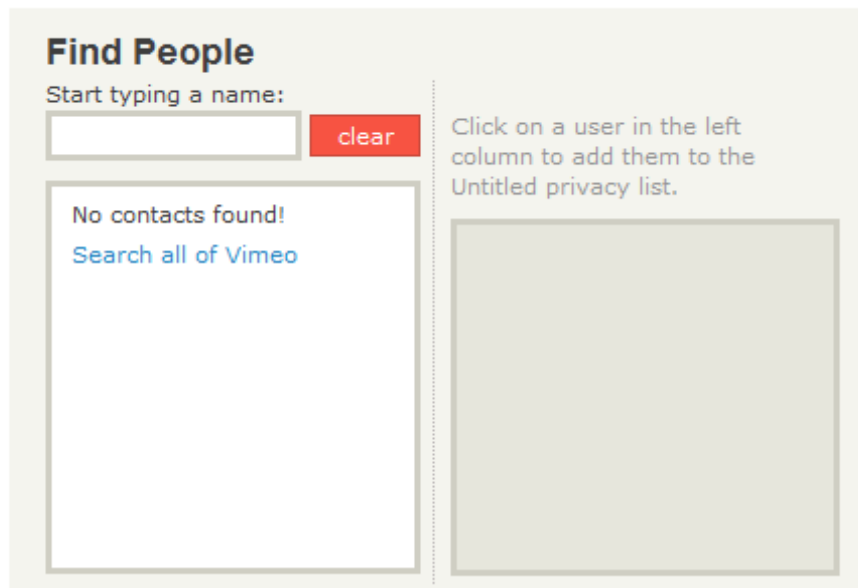 Find People
Start typing a name:
clear
No contacts found!
Search all of Vimeo
Click on a user in the left
column to add them to the
Untitled privacy list.